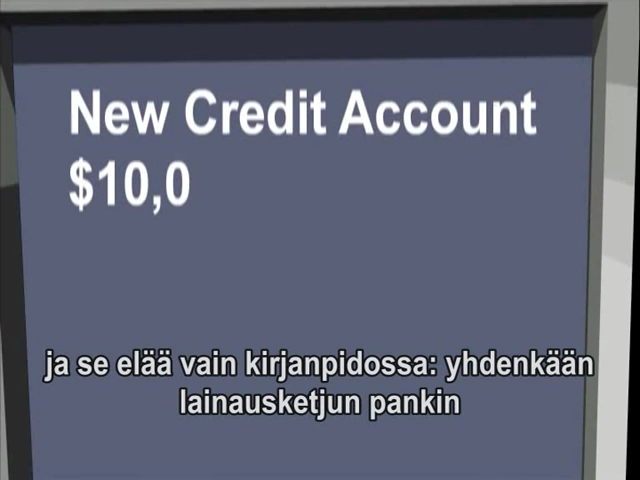 New Credit Account
$10,0
ja se elää vain kirjanpidossa: yhdenkään
lainausketjun pankin